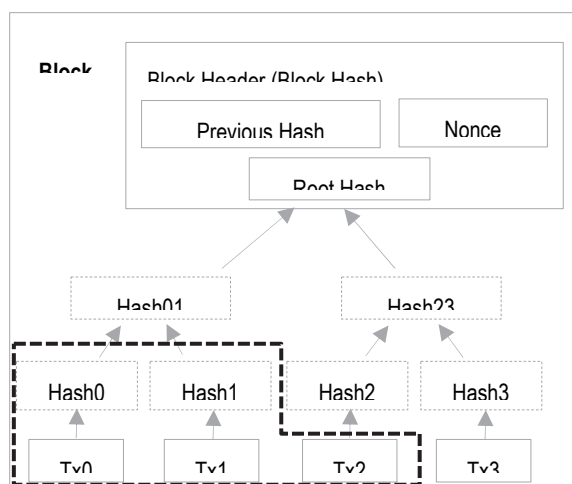 Block
Block Header (Block Hash)
Previous Hash
Nonce
Root Hash
Hash01
Hash23
Hash0
Hash1
Hash2
Hash3
Tx0
Tx1
Tx2
Tx3